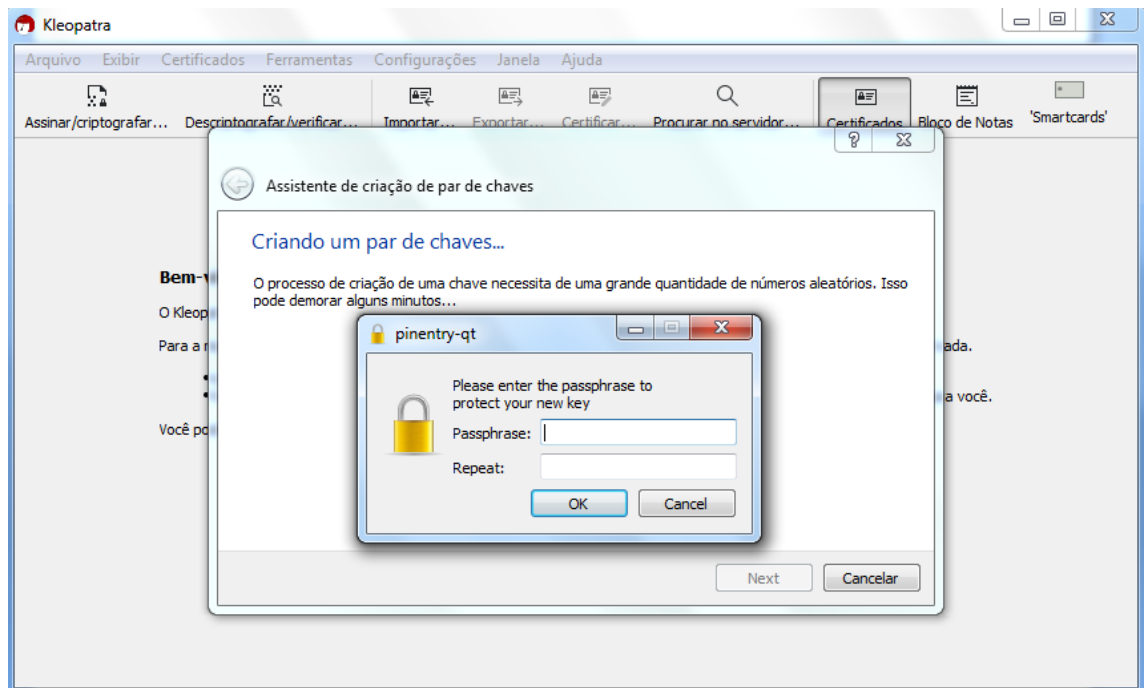 Kleopatra
Arquivo Exibir Certificados Ferramentas Configurações Janela Ajuda
Assinar/criptografar... Descriptografar/verificar... Importar... Exportar... Certificar... Procurar no servidor... Certificados Bloco de Notas 'Smartcards'
Assistente de criação de par de chaves
Criando um par de chaves...
Bem-v
O processo de criação de uma chave necessita de uma grande quantidade de números aleatórios. Isso
pode demorar alguns minutos...
O Kleop
pinentry-qt
Para a r
ada.
Please enter the passphrase to
protect your new key
a você.
Passphrase:
Você po
Repeat:
OK Cancel
Next Cancelar